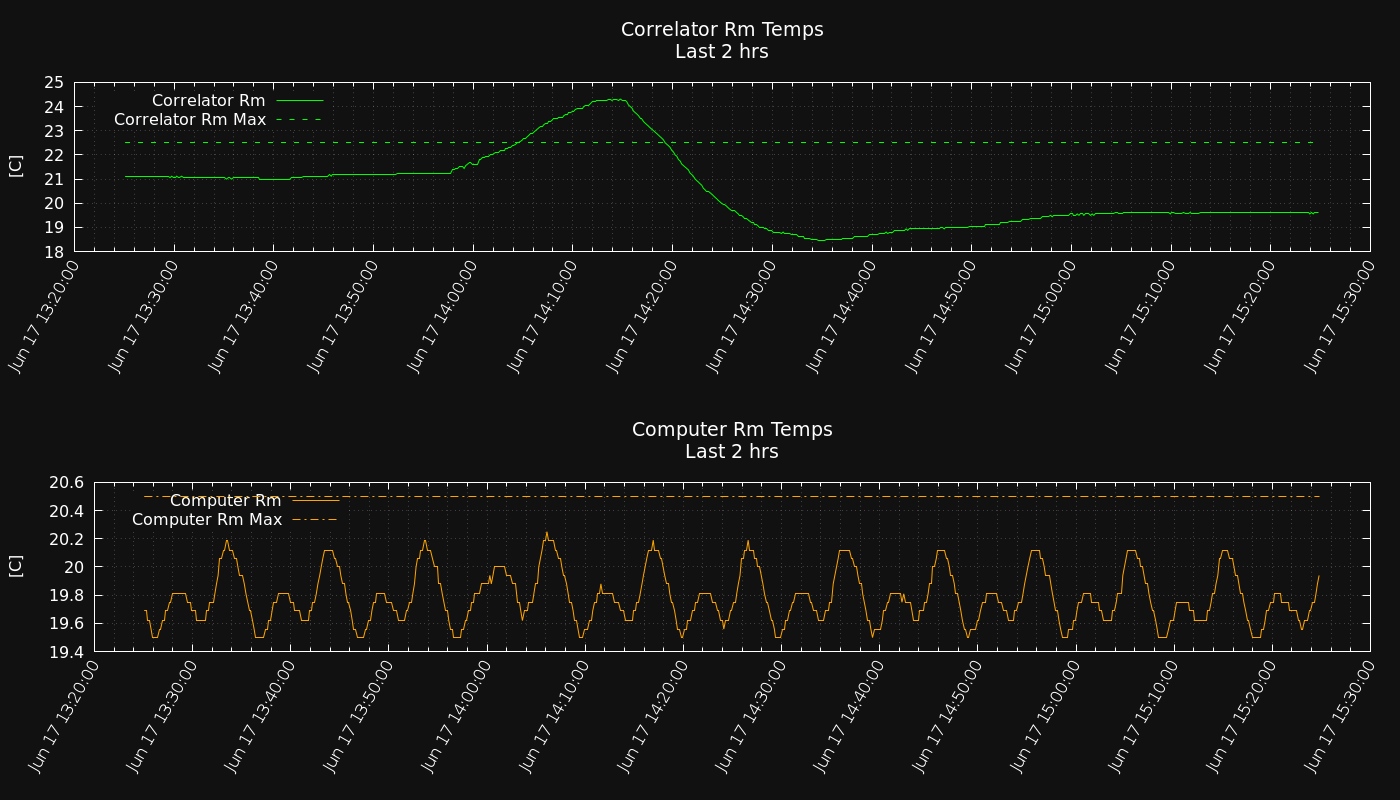 Correlator Rm Temps
Last 2 hrs
25
24
23
22
21
20
19
18
[C]
Correlator Rm
Correlator Rm Max
Jun 17 13:20:00
Jun 17 13:30:00
Jun 17 13:40:00
Jun 17 13:50:00
Jun 17 14:00:00
Jun 17 14:10:00
Jun 17 14:20:00
Jun 17 14:30:00
Jun 17 14:40:00
Jun 17 14:50:00
Jun 17 15:00:00
Jun 17 15:10:00
Jun 17 15:20:00
Jun 17 15:30:00
Computer Rm Temps
Last 2 hrs
20.6
20.4
20.2
20
19.8
19.6
19.4
[C]
Computer Rm
Computer Rm Max
Jun 17 13:20:00
Jun 17 13:30:00
Jun 17 13:40:00
Jun 17 13:50:00
Jun 17 14:00:00
Jun 17 14:10:00
Jun 17 14:20:00
Jun 17 14:30:00
Jun 17 14:40:00
Jun 17 14:50:00
Jun 17 15:00:00
Jun 17 15:10:00
Jun 17 15:20:00
Jun 17 15:30:00